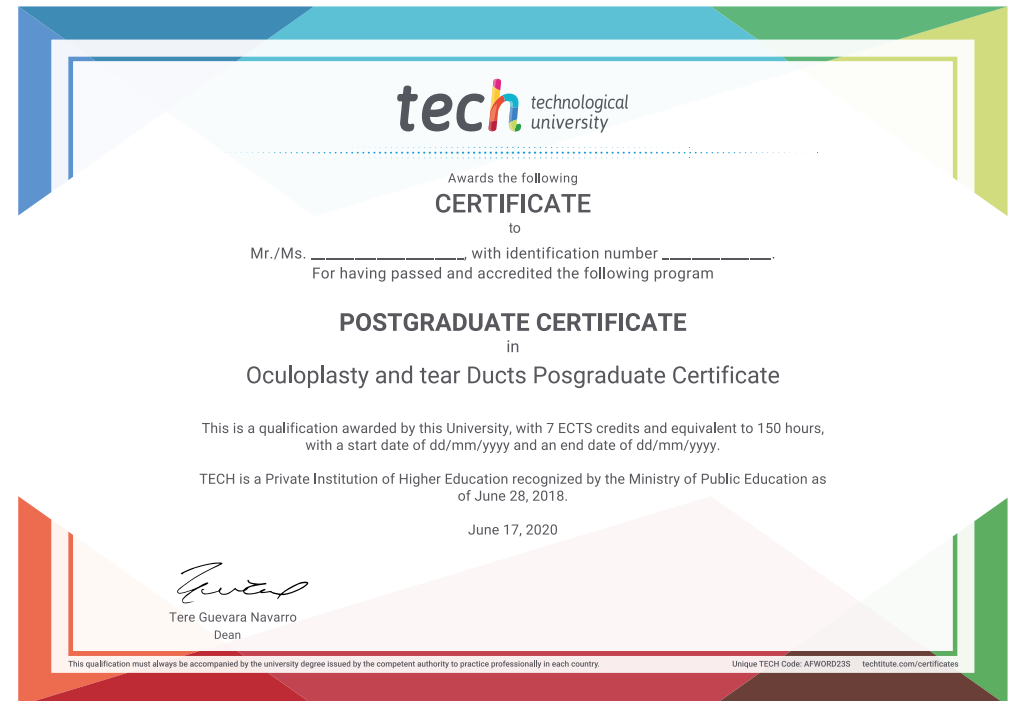 tech technological
university
Awards the following
CERTIFICATE
to
Mr./Ms. ____________________, with identification number ______________.
For having passed and accredited the following program
POSTGRADUATE CERTIFICATE
in
Oculoplasty and tear Ducts Posgraduate Certificate
This is a qualification awarded by this University, with 7 ECTS credits and equivalent to 150 hours,
with a start date of dd/mm/yyyy and an end date of dd/mm/yyyy.
TECH is a Private Institution of Higher Education recognized by the Ministry of Public Education as
of June 28, 2018.
June 17, 2020
Tere Guevara Navarro
Dean
This qualification must always be accompanied by the university degree issued by the competent authority to practice professionally in each country.
Unique TECH Code: AFWORD23S techtitute.com/certificates